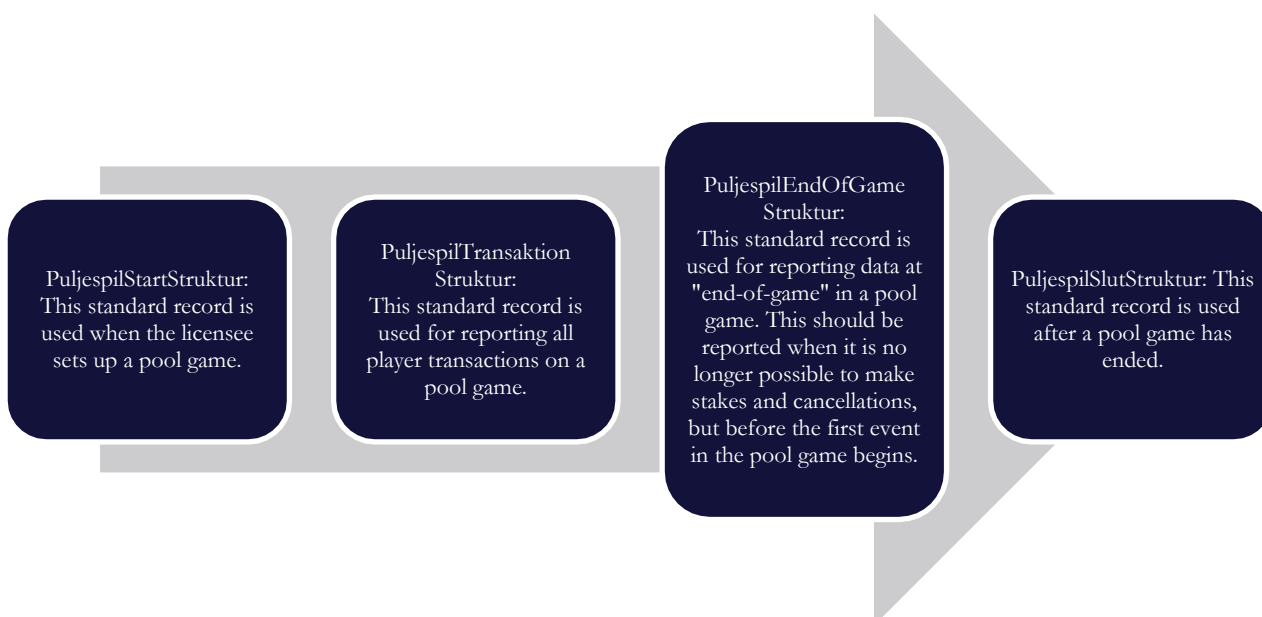 PuljespilStartStruktur:
This standard record is
used when the licensee
sets up a pool game.
PuljespilTransaktion
Struktur:
This standard record is
used for reporting all
player transactions on a
pool game.
PuljespilEndOfGame
Struktur:
This standard record is
used for reporting data at
"end-of-game" in a pool
game. This should be
reported when it is no
longer possible to make
stakes and cancellations,
but before the first event
in the pool game begins.
PuljespilSlutStruktur: This
standard record is used
after a pool game has
ended.